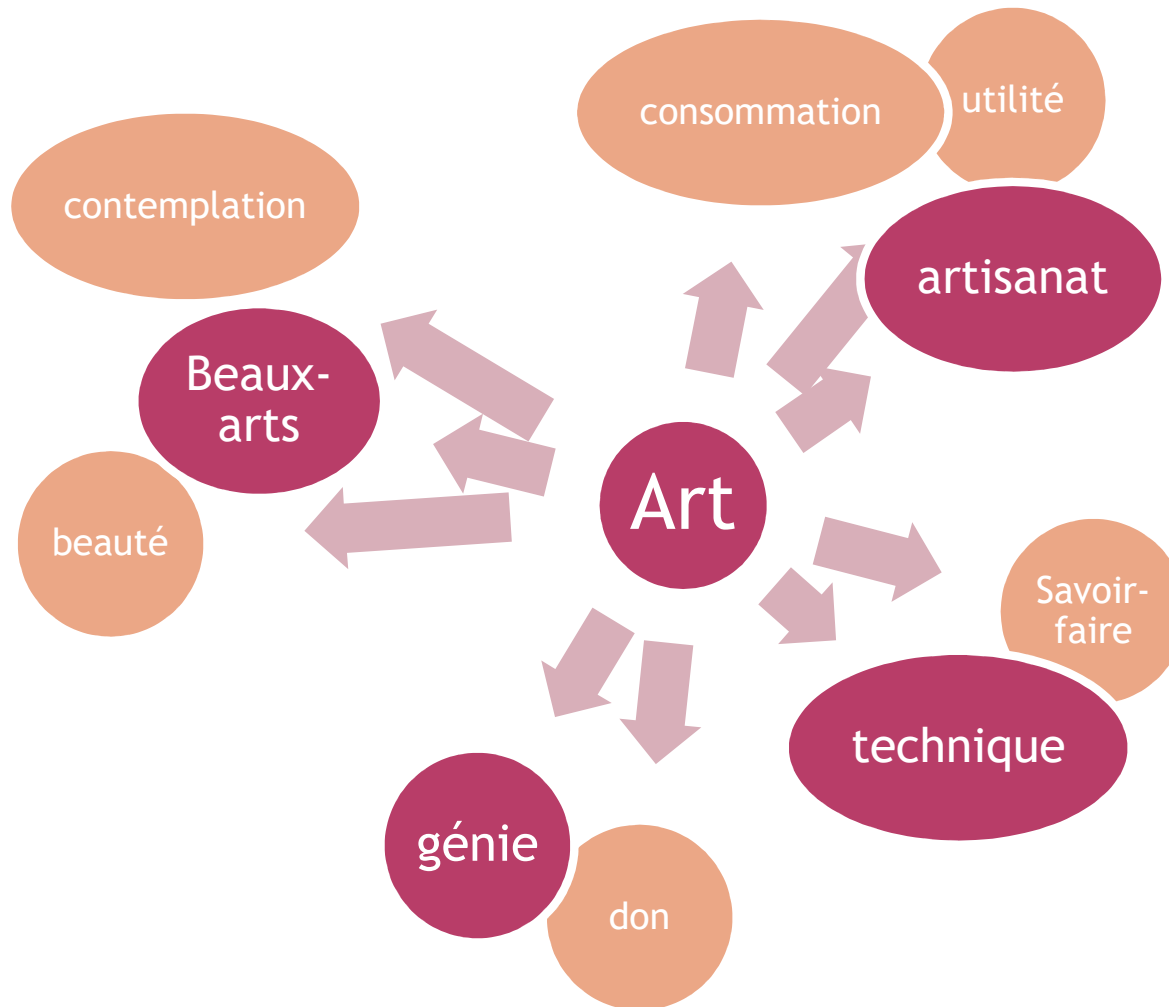 consommation
utilité
contemplation
artisanat
Beaux-
arts
Art
beauté
Savoir-
faire
technique
génie
don